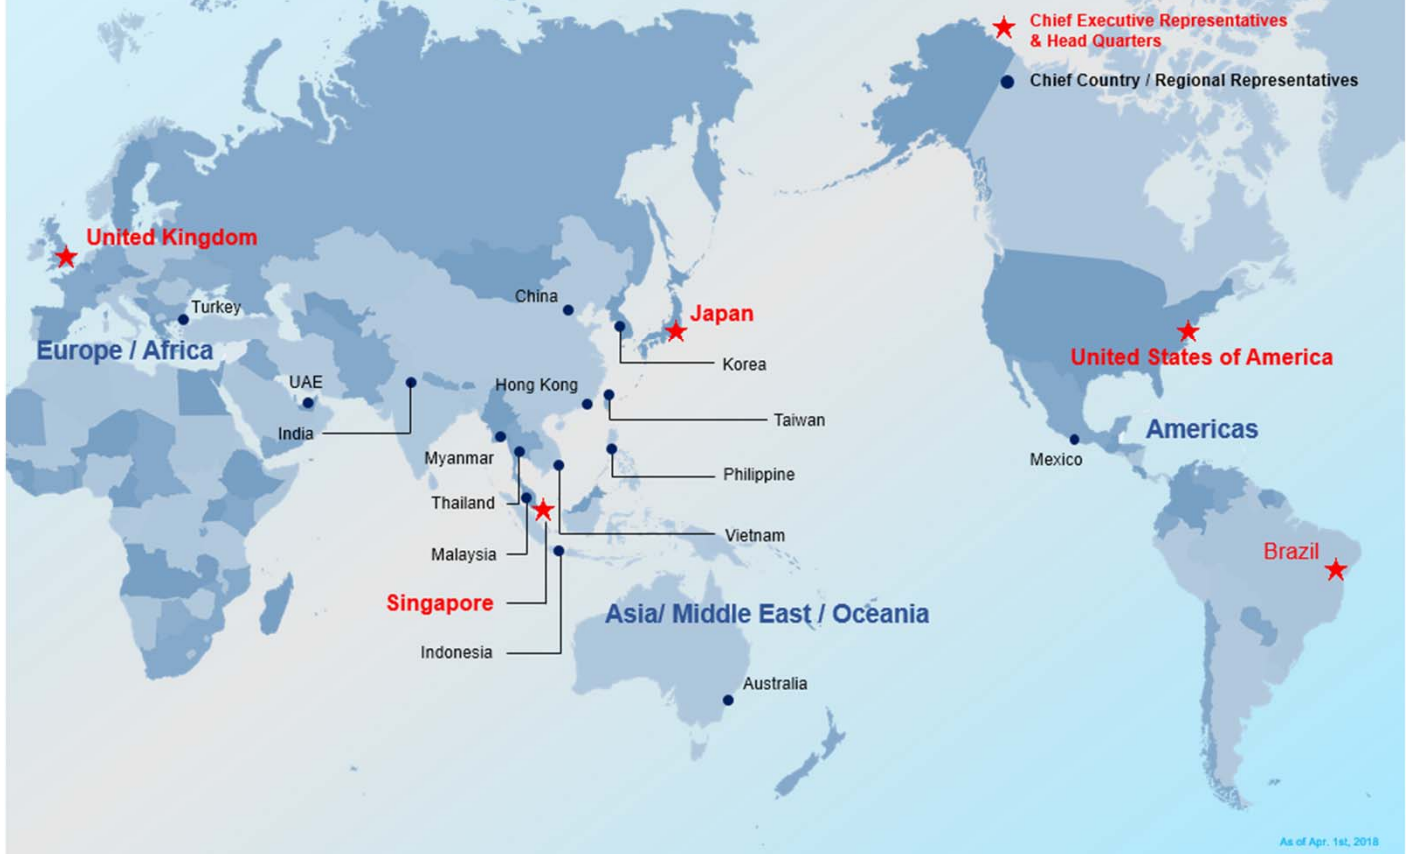 Chief Executive Representatives
& Head Quarters
Chief Country / Regional Representatives
United Kingdom
Turkey
Europe / Africa
UAE
India
China
Japan
Korea
Hong Kong
Taiwan
Myanmar
Philippine
Thailand
Vietnam
Malaysia
Singapore
Indonesia
Asia/ Middle East / Oceania
Australia
United States of America
Americas
Mexico
Brazil
As of Apr. 1st, 2018